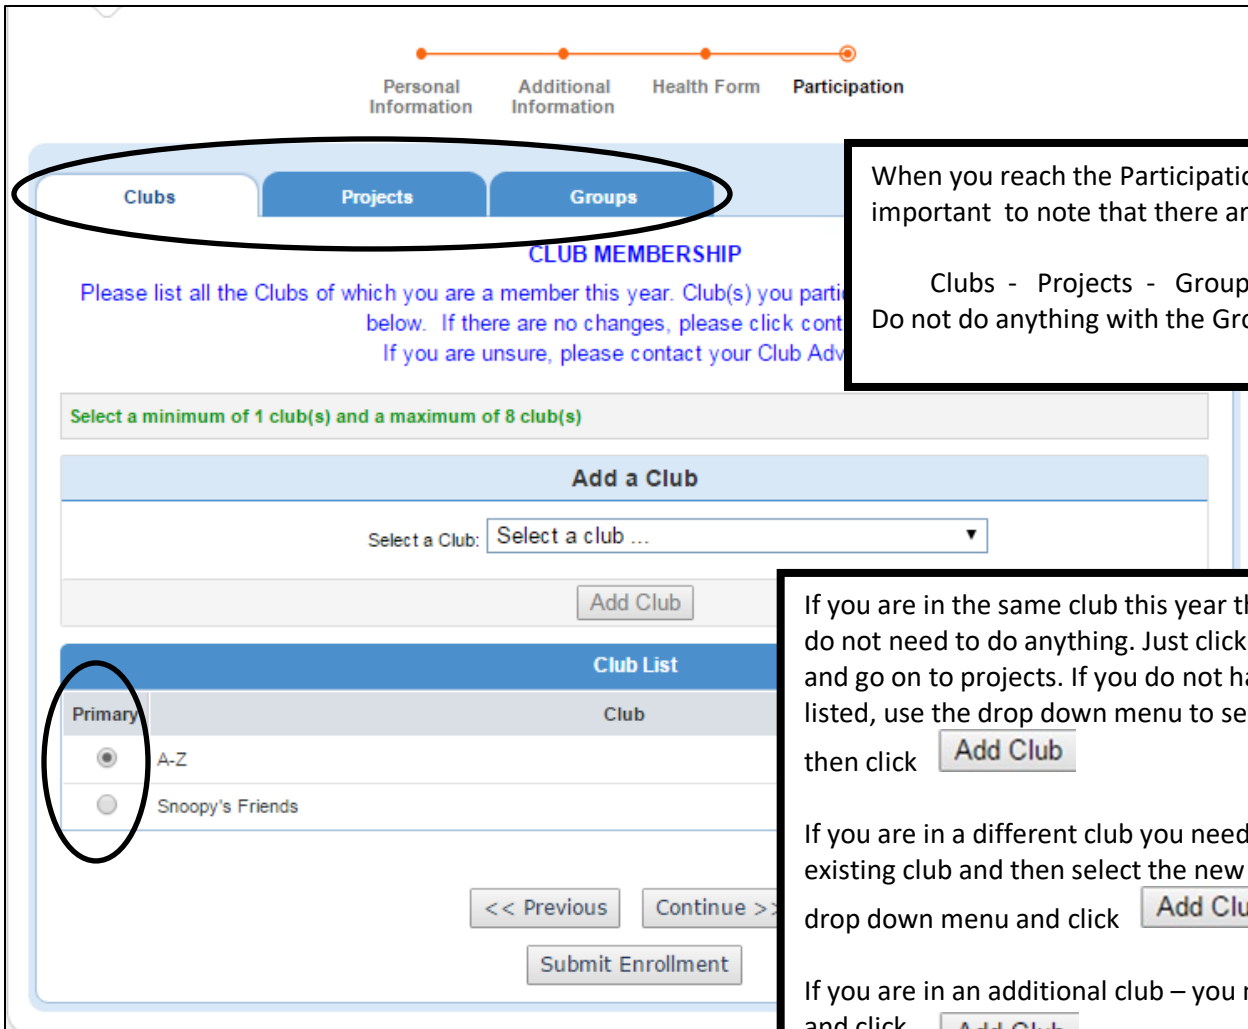 Personal Information
Additional Information
Health Form
Participation
Clubs
Projects
Groups
CLUB MEMBERSHIP
Please list all the Clubs of which you are a member this year. Club(s) you
below. If there are no changes, please click
If you are unsure, please contact your Club
When you reach the
important to note that there
Clubs - Projects -
Do not do anything with the
Select a minimum of 1 club(s) and a maximum of 8 club(s)
Add a Club
Select a Club: Select a club ...
Add Club
Club List
Primary Club
A-Z
Snoopy's Friends
<< Previous
Continue >>
Submit Enrollment
If you are in the same club this year
do not need to do anything. Just click
and go on to projects. If you do not
listed, use the drop down menu to
then click Add Club
If you are in a different club you need
existing club and then select the new
drop down menu and click Add
If you are in an additional club – you
and click Add Club